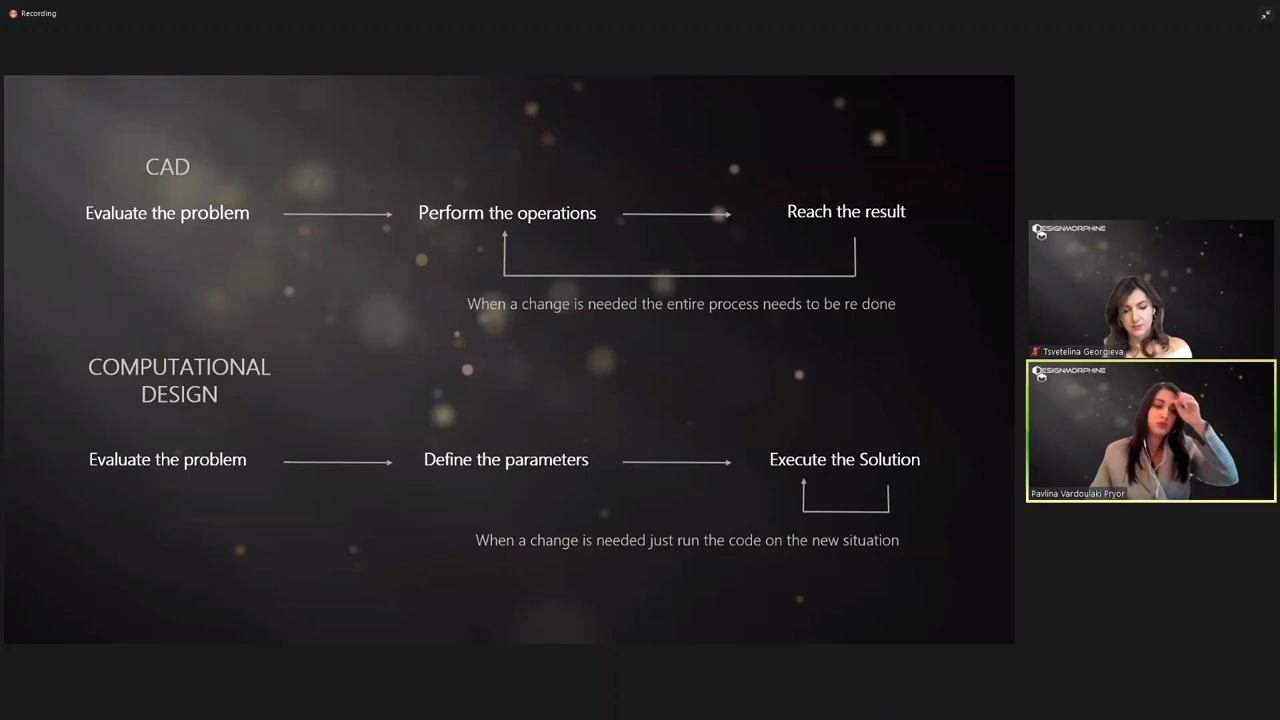 Recording
CAD
Evaluate the problem
Perform the operations
Reach the result
When a change is needed the entire process needs to be re done
COMPUTATIONAL
DESIGN
Evaluate the problem
Define the parameters
Execute the Solution
When a change is needed just run the code on the new situation
DESIGNMORPHINE
Tsvetelina Georgieva
DESIGNMORPHINE
Pavlina Vardoulaki Pryor